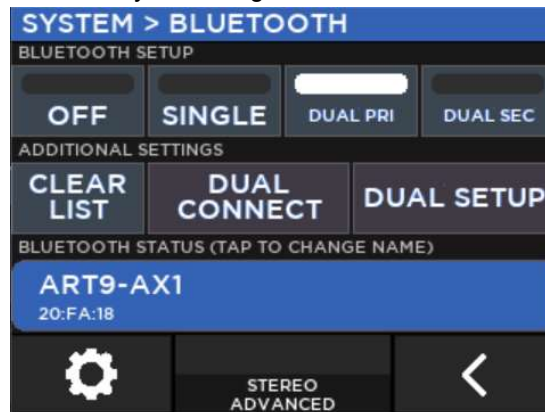 SYSTEM > BLUETOOTH
BLUETOOTH SETUP
OFF SINGLE DUAL PRI DUAL SEC
ADDITIONAL SETTINGS
CLEAR LIST DUAL CONNECT DUAL SETUP
BLUETOOTH STATUS (TAP TO CHANGE NAME)
ART9-AX1
20:FA:18
STEREO
ADVANCED